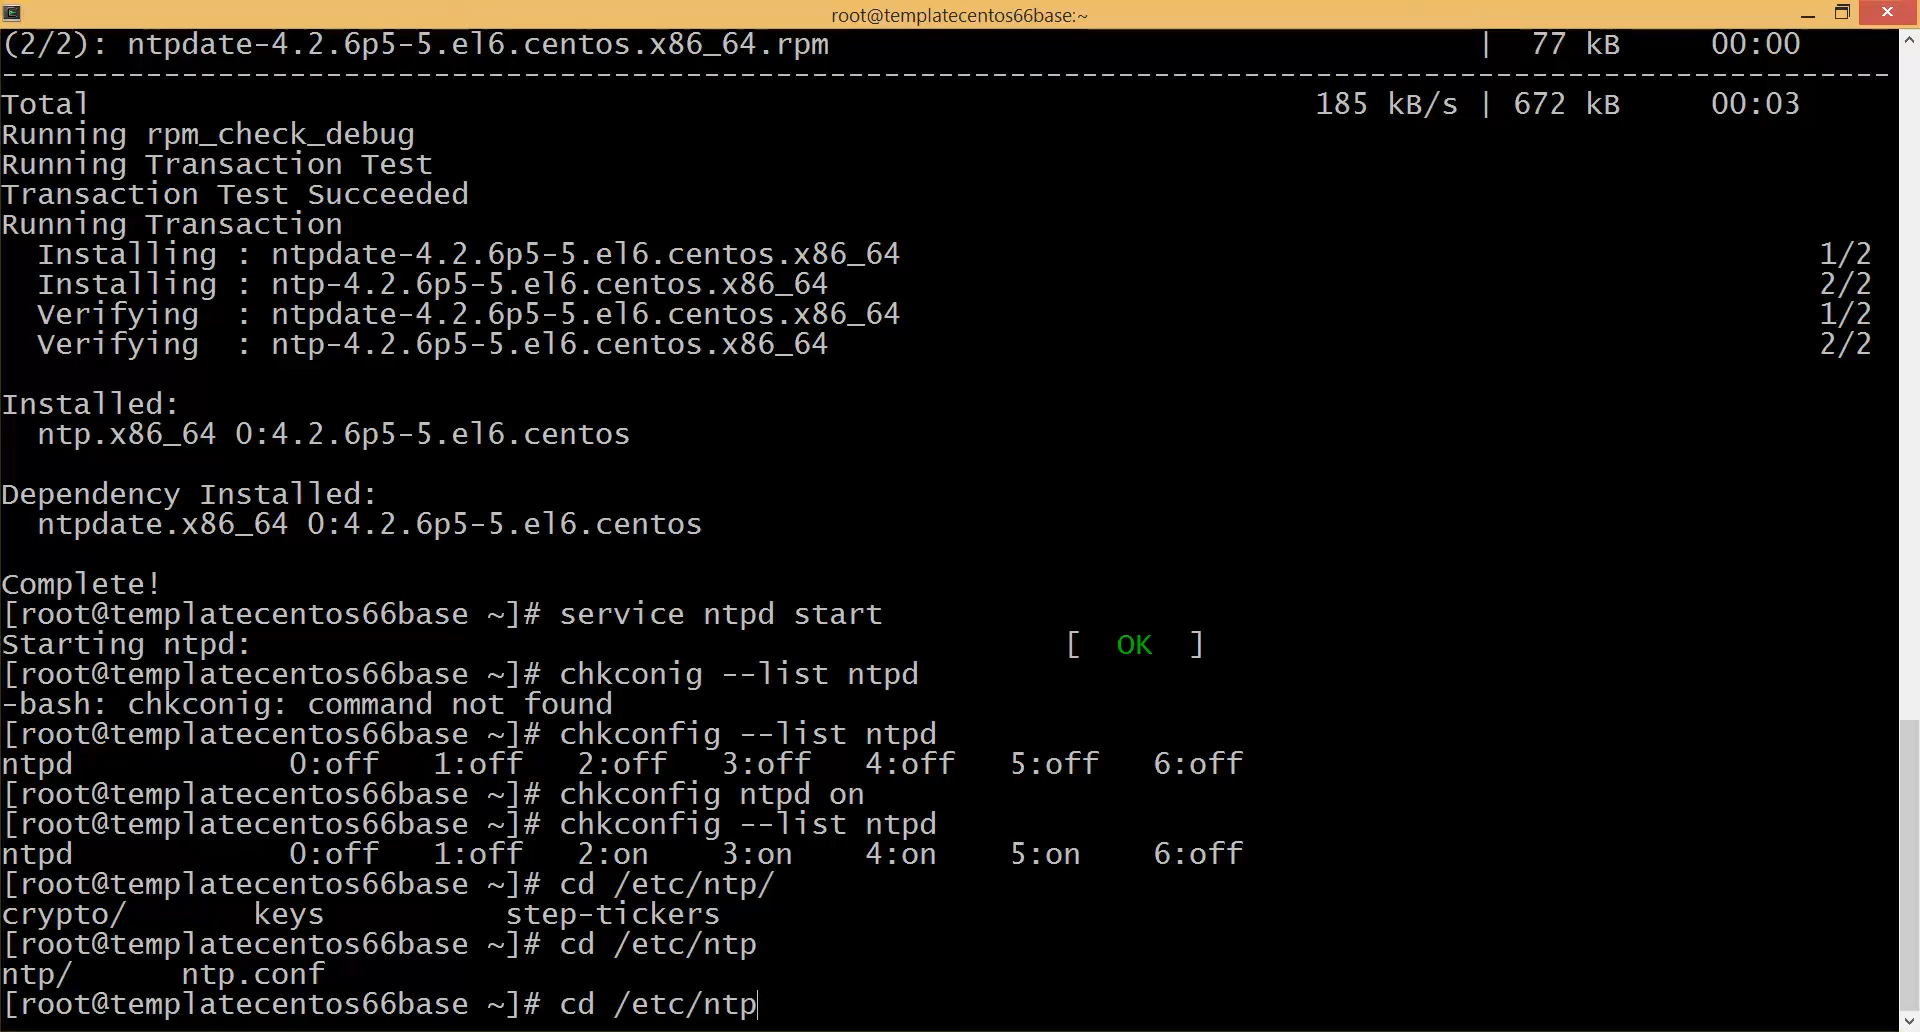 root@templatecentos66base:~
(2/2): ntpdate-4.2.6p5-5.el6.centos.x86_64.rpm | 77 kB 00:00
--------------------------------------------------------------------------------
Total 185 kB/s | 672 kB 00:03
Running rpm_check_debug
Running Transaction Test
Transaction Test Succeeded
Running Transaction
  Installing : ntpdate-4.2.6p5-5.el6.centos.x86_64 1/2
  Installing : ntp-4.2.6p5-5.el6.centos.x86_64 2/2
  Verifying  : ntpdate-4.2.6p5-5.el6.centos.x86_64 1/2
  Verifying  : ntp-4.2.6p5-5.el6.centos.x86_64 2/2
Installed:
  ntp.x86_64 0:4.2.6p5-5.el6.centos
Dependency Installed:
  ntpdate.x86_64 0:4.2.6p5-5.el6.centos
Complete!
[root@templatecentos66base ~]# service ntpd start
Starting ntpd: [  OK  ]
[root@templatecentos66base ~]# chkconig --list ntpd
-bash: chkconig: command not found
[root@templatecentos66base ~]# chkconfig --list ntpd
ntpd 0:off 1:off 2:off 3:off 4:off 5:off 6:off
[root@templatecentos66base ~]# chkconfig ntpd on
[root@templatecentos66base ~]# chkconfig --list ntpd
ntpd 0:off 1:off 2:on 3:on 4:on 5:on 6:off
[root@templatecentos66base ~]# cd /etc/ntp/
crypto/ keys step-tickers
[root@templatecentos66base ~]# cd /etc/ntp
ntp/ ntp.conf
[root@templatecentos66base ~]# cd /etc/ntp